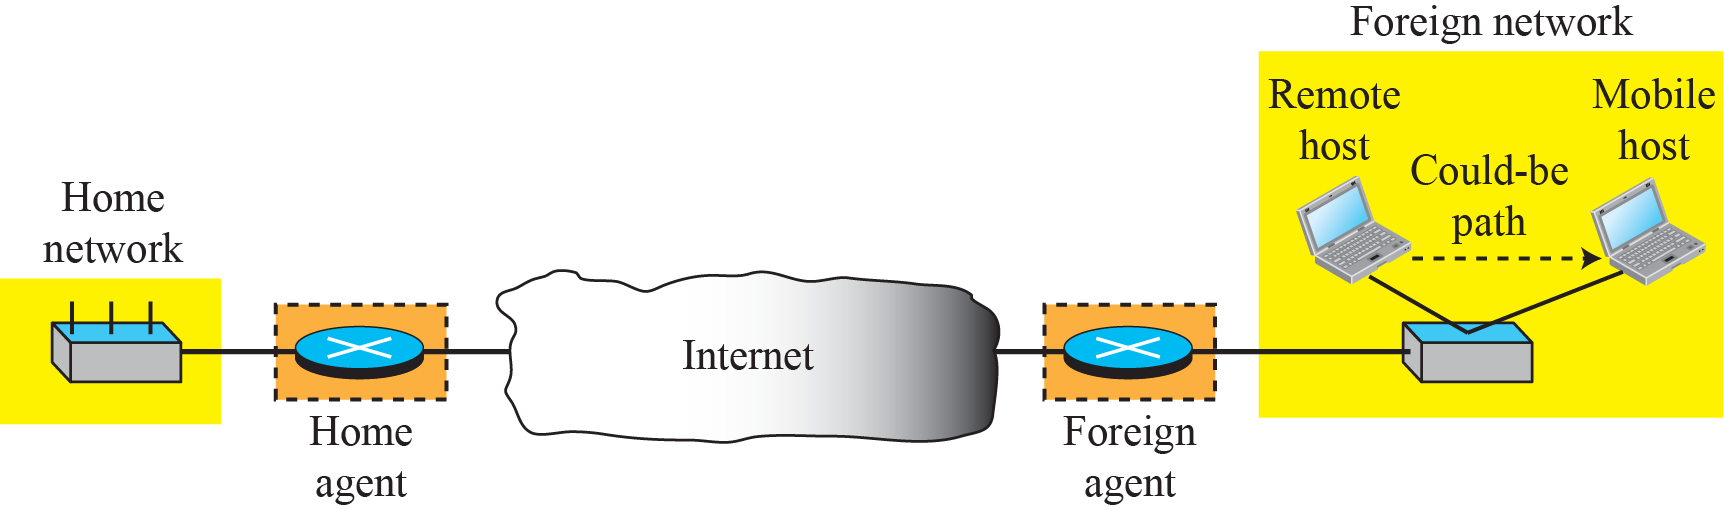 Foreign network
Remote
host
Mobile
host
Could-be
path
Home
network
Internet
Home
agent
Foreign
agent